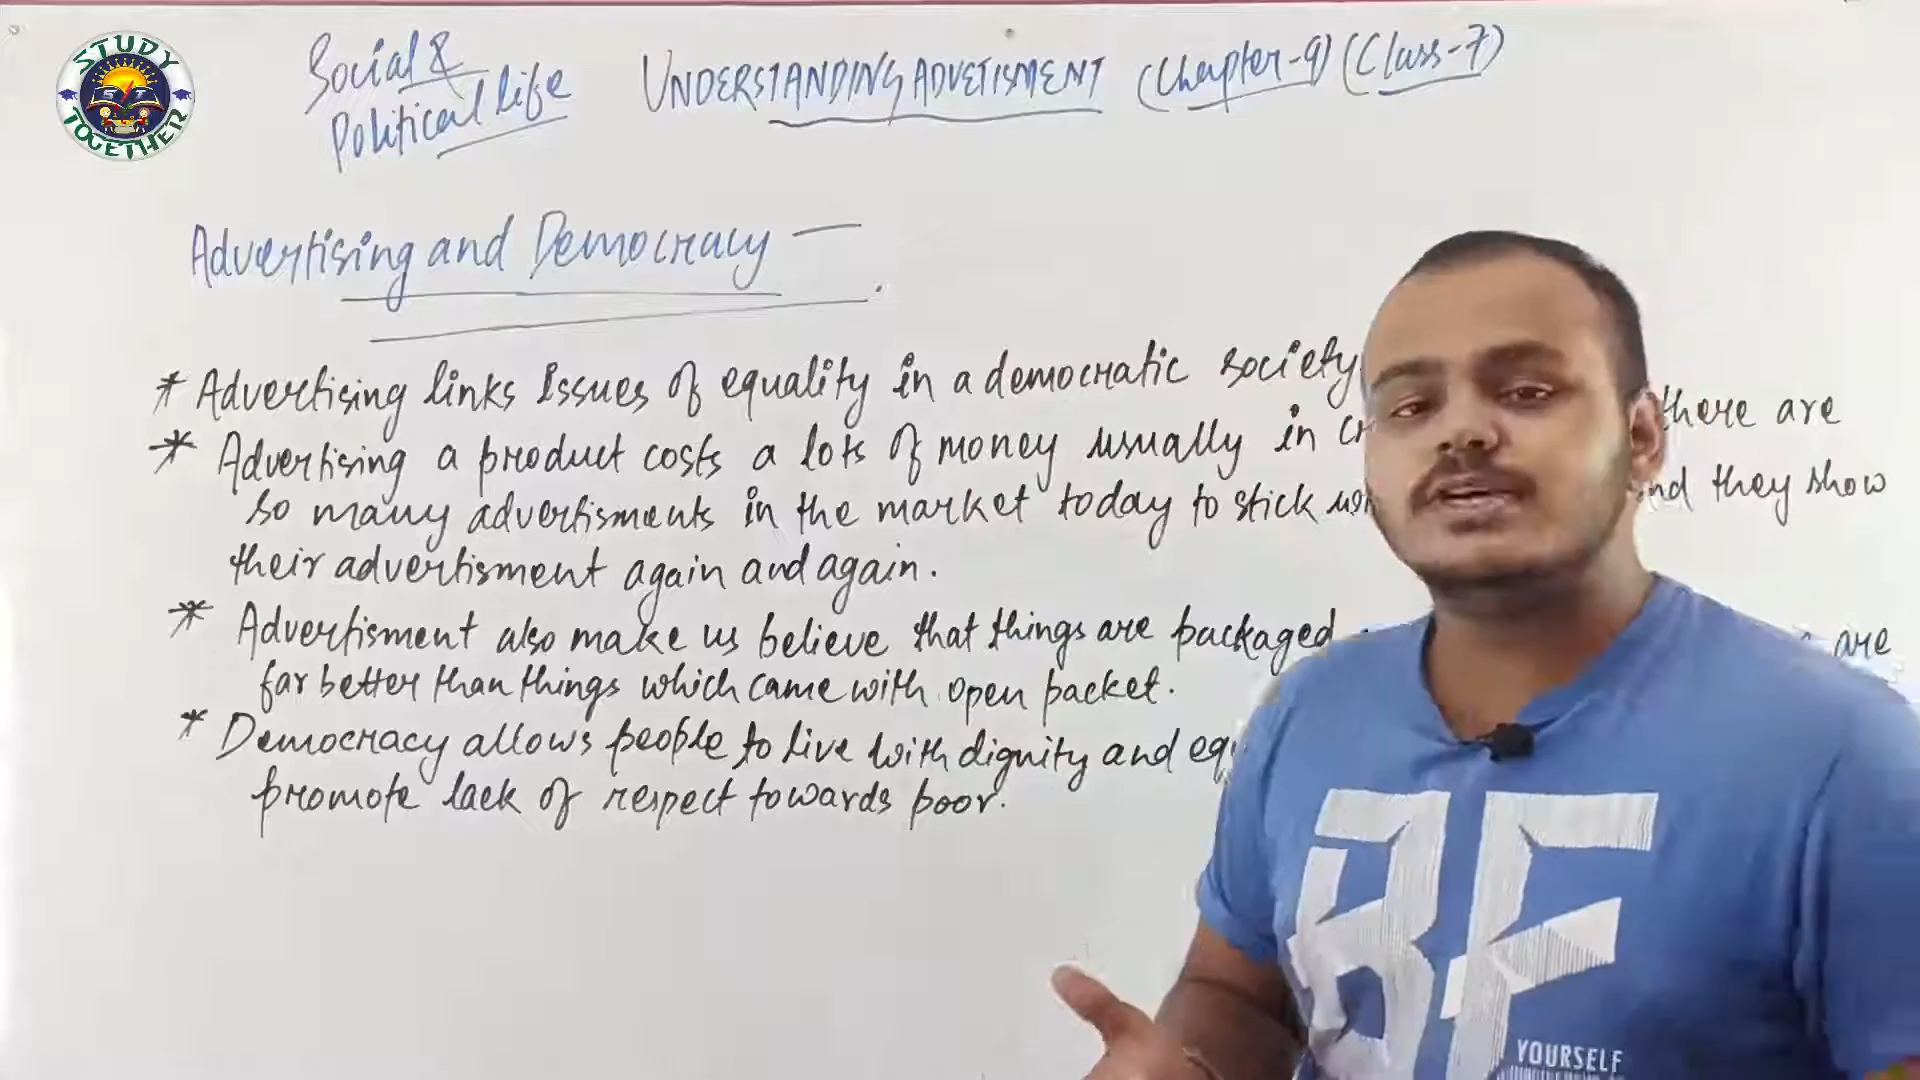 STUDY
ST
TOGETHER
Social &
Political life
UNDERSTANDING ADVETISMENT (Chapter-9) (Class-7)
Advertising and Democracy —
* Advertising links Issues of equality in a democratic society
* Advertising a product costs a lots of money usually in there are
so many advertisments in the market today to stick and they show
their advertisment again and again.
* Advertisment also make us believe that things are packaged are
far better than things which came with open packet.
* Democracy allows people to live with dignity and
promote lack of respect towards poor.
BE
YOURSELF